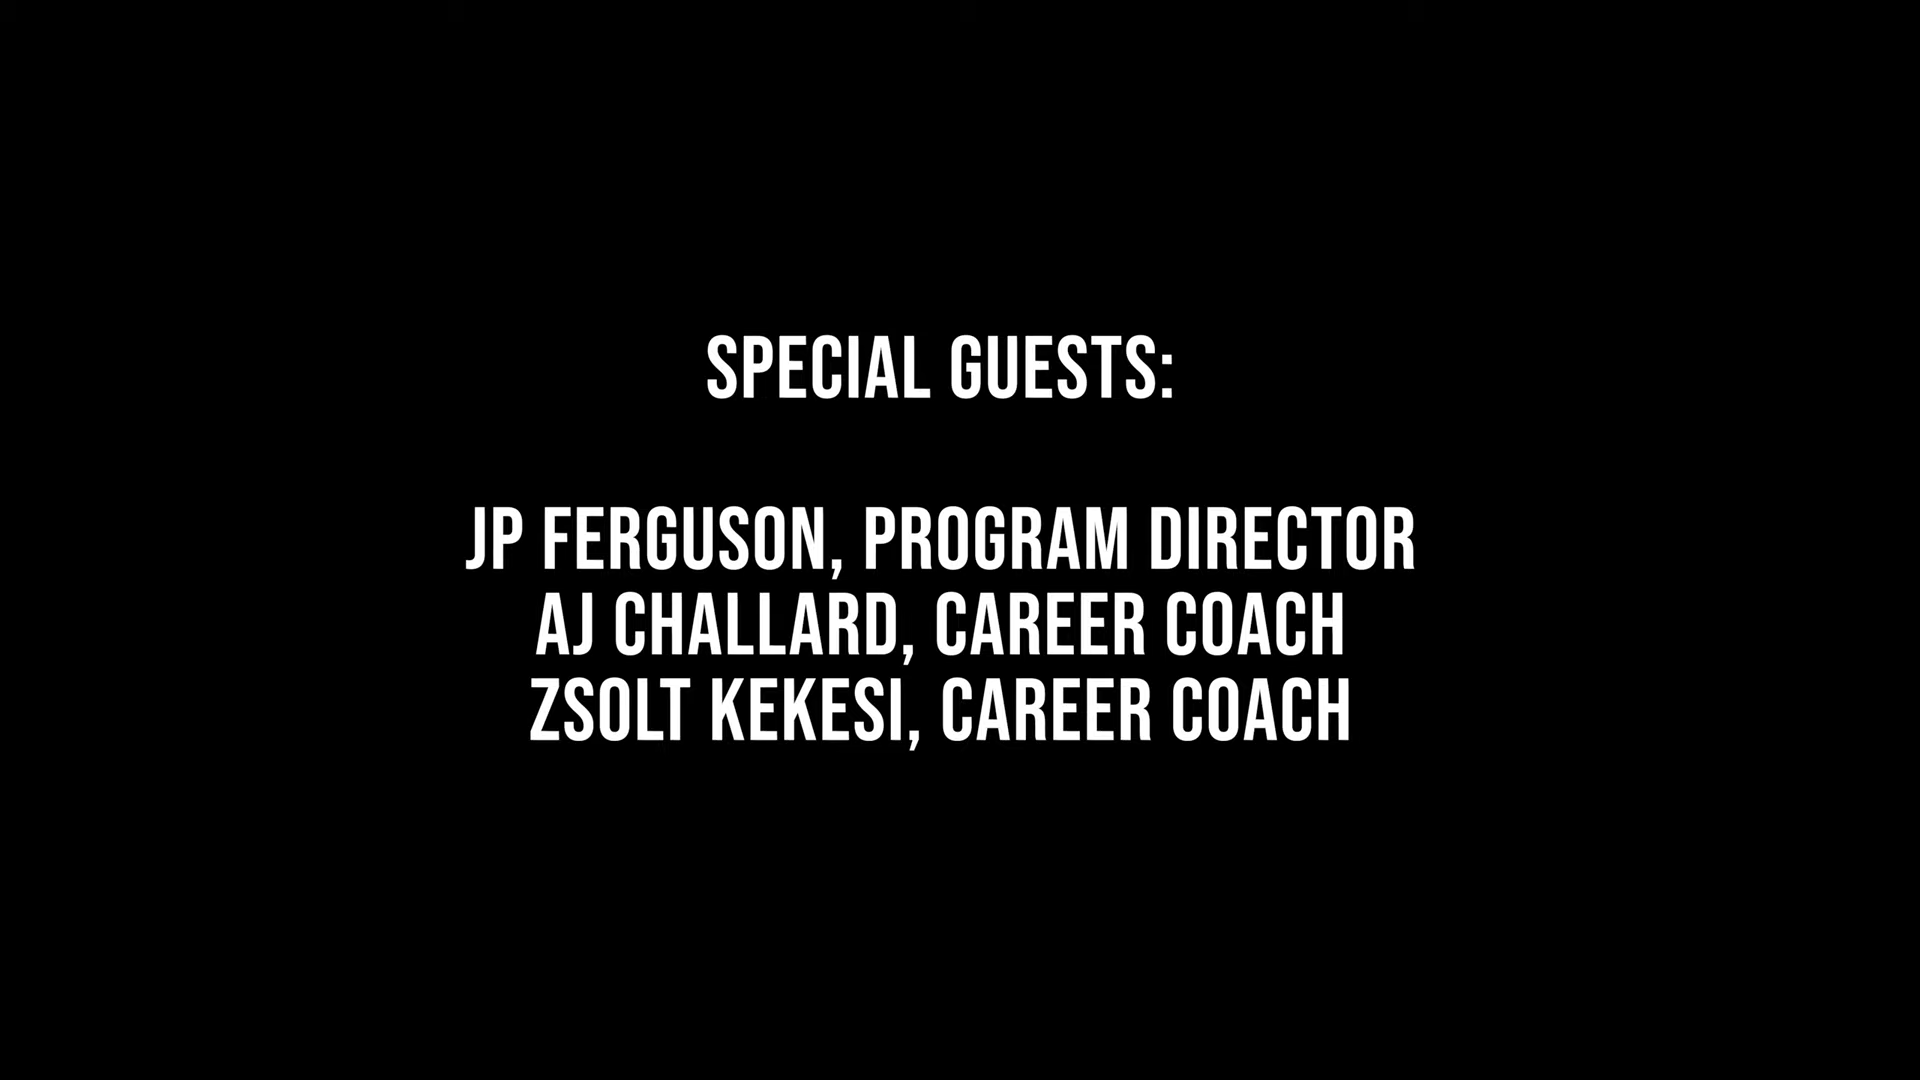 SPECIAL GUESTS:
JP FERGUSON, PROGRAM DIRECTOR
AJ CHALLARD, CAREER COACH
ZSOLT KEKESI, CAREER COACH